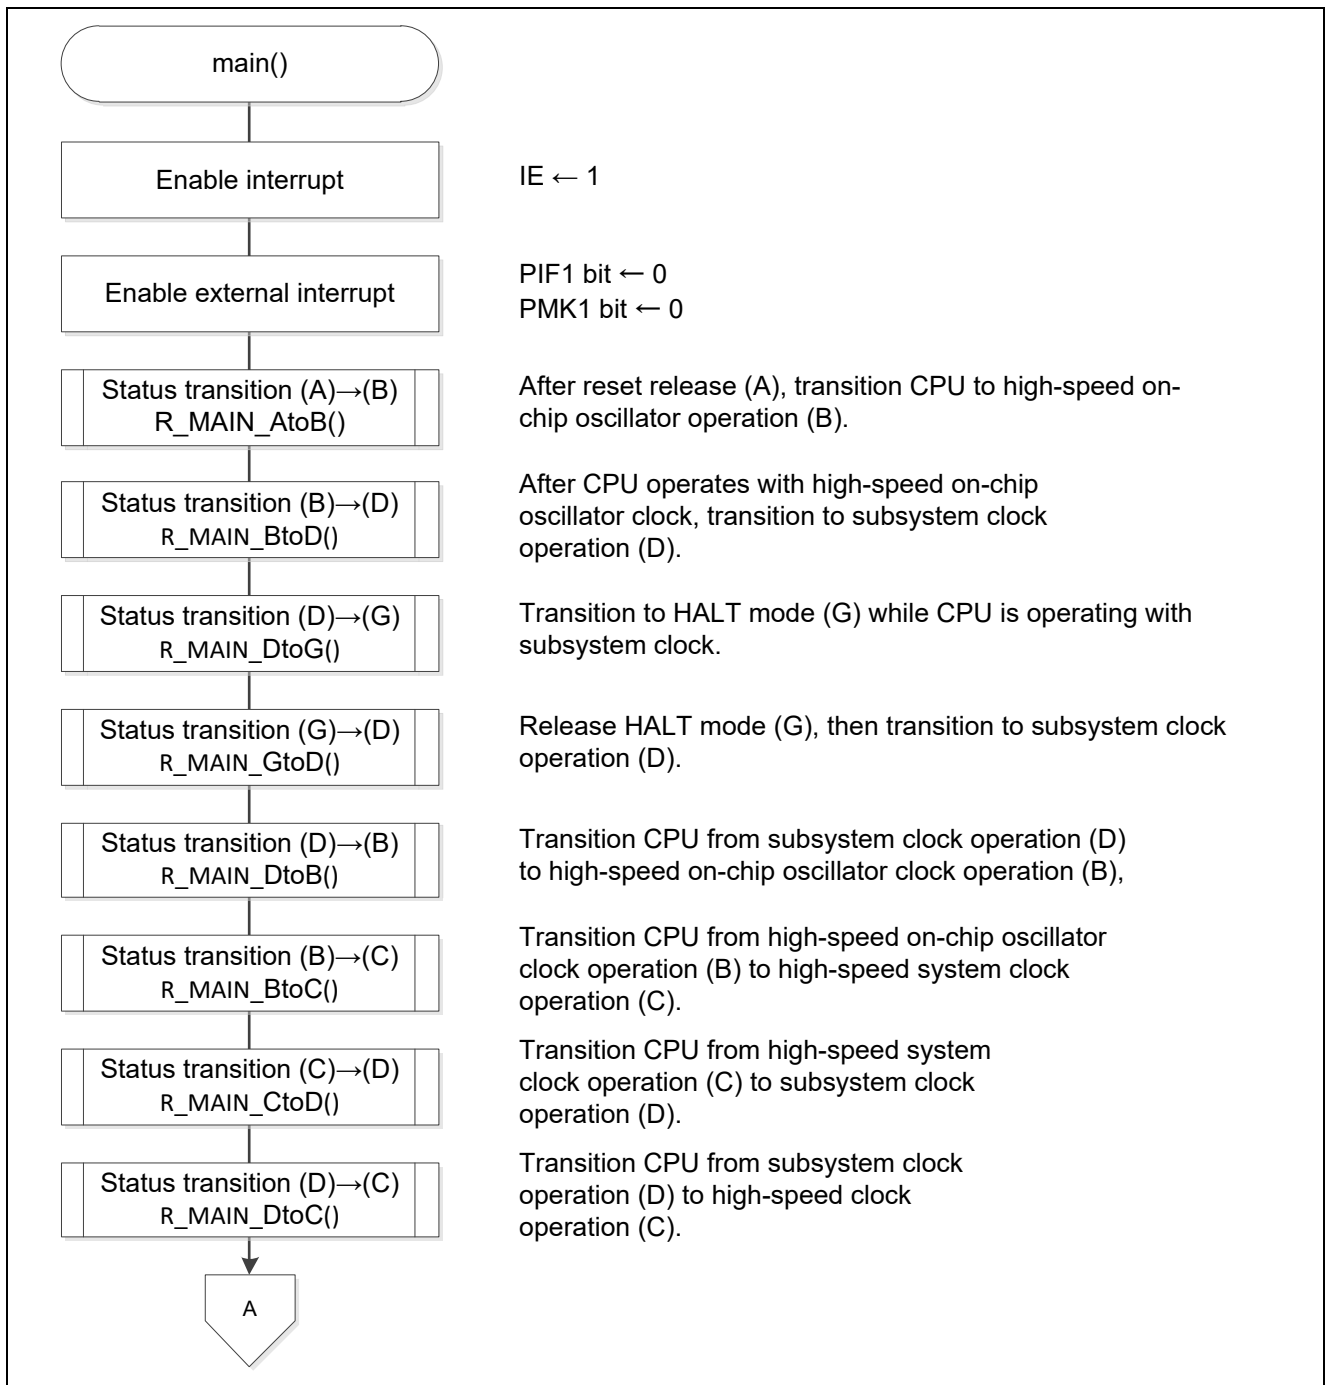 main()
Enable interrupt
IE ← 1
Enable external interrupt
PIF1 bit ← 0
PMK1 bit ← 0
Status transition (A)→(B)
R_MAIN_AtoB()
After reset release (A), transition CPU to high-speed on-
chip oscillator operation (B).
Status transition (B)→(D)
R_MAIN_BtoD()
After CPU operates with high-speed on-chip
oscillator clock, transition to subsystem clock
operation (D).
Status transition (D)→(G)
R_MAIN_DtoG()
Transition to HALT mode (G) while CPU is operating with
subsystem clock.
Status transition (G)→(D)
R_MAIN_GtoD()
Release HALT mode (G), then transition to subsystem clock
operation (D).
Status transition (D)→(B)
R_MAIN_DtoB()
Transition CPU from subsystem clock operation (D)
to high-speed on-chip oscillator clock operation (B),
Status transition (B)→(C)
R_MAIN_BtoC()
Transition CPU from high-speed on-chip oscillator
clock operation (B) to high-speed system clock
operation (C).
Status transition (C)→(D)
R_MAIN_CtoD()
Transition CPU from high-speed system
clock operation (C) to subsystem clock
operation (D).
Status transition (D)→(C)
R_MAIN_DtoC()
Transition CPU from subsystem clock
operation (D) to high-speed clock
operation (C).
A